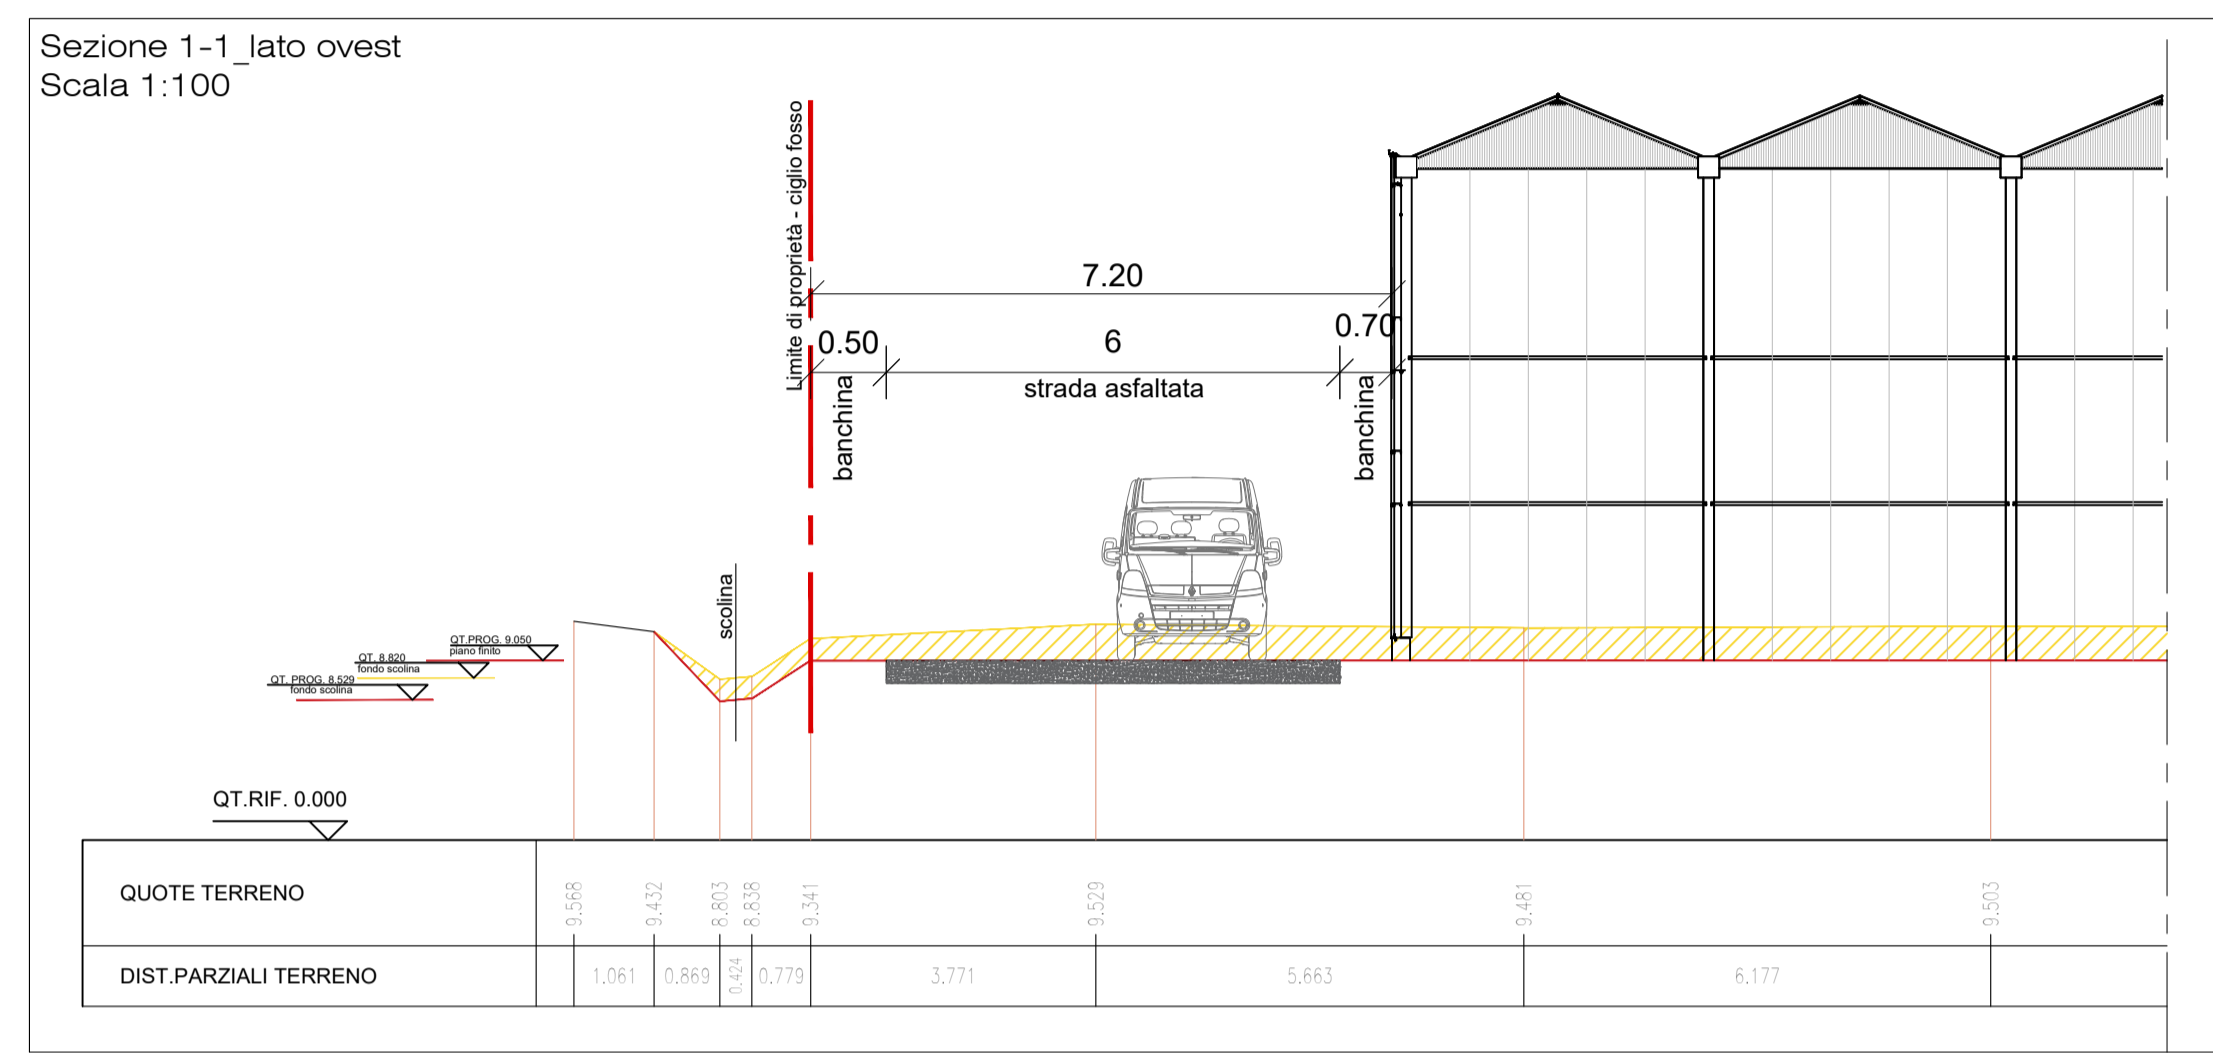 Sezione 1-1_lato ovest
Scala 1:100
Limite di proprietà - ciglio fosso
7.20
0.50
6
0.70
banchina
strada asfaltata
banchina
scolina
QT.PROG. 9.050
piano finito
QT. 8.820
fondo scolina
QT. PROG. 8.529
fondo scolina
QT.RIF. 0.000
QUOTE TERRENO
9.568
9.432
8.803
8.838
9.341
9.529
9.481
9.503
DIST.PARZIALI TERRENO
1.061
0.869
0.424
0.779
3.771
5.663
6.177